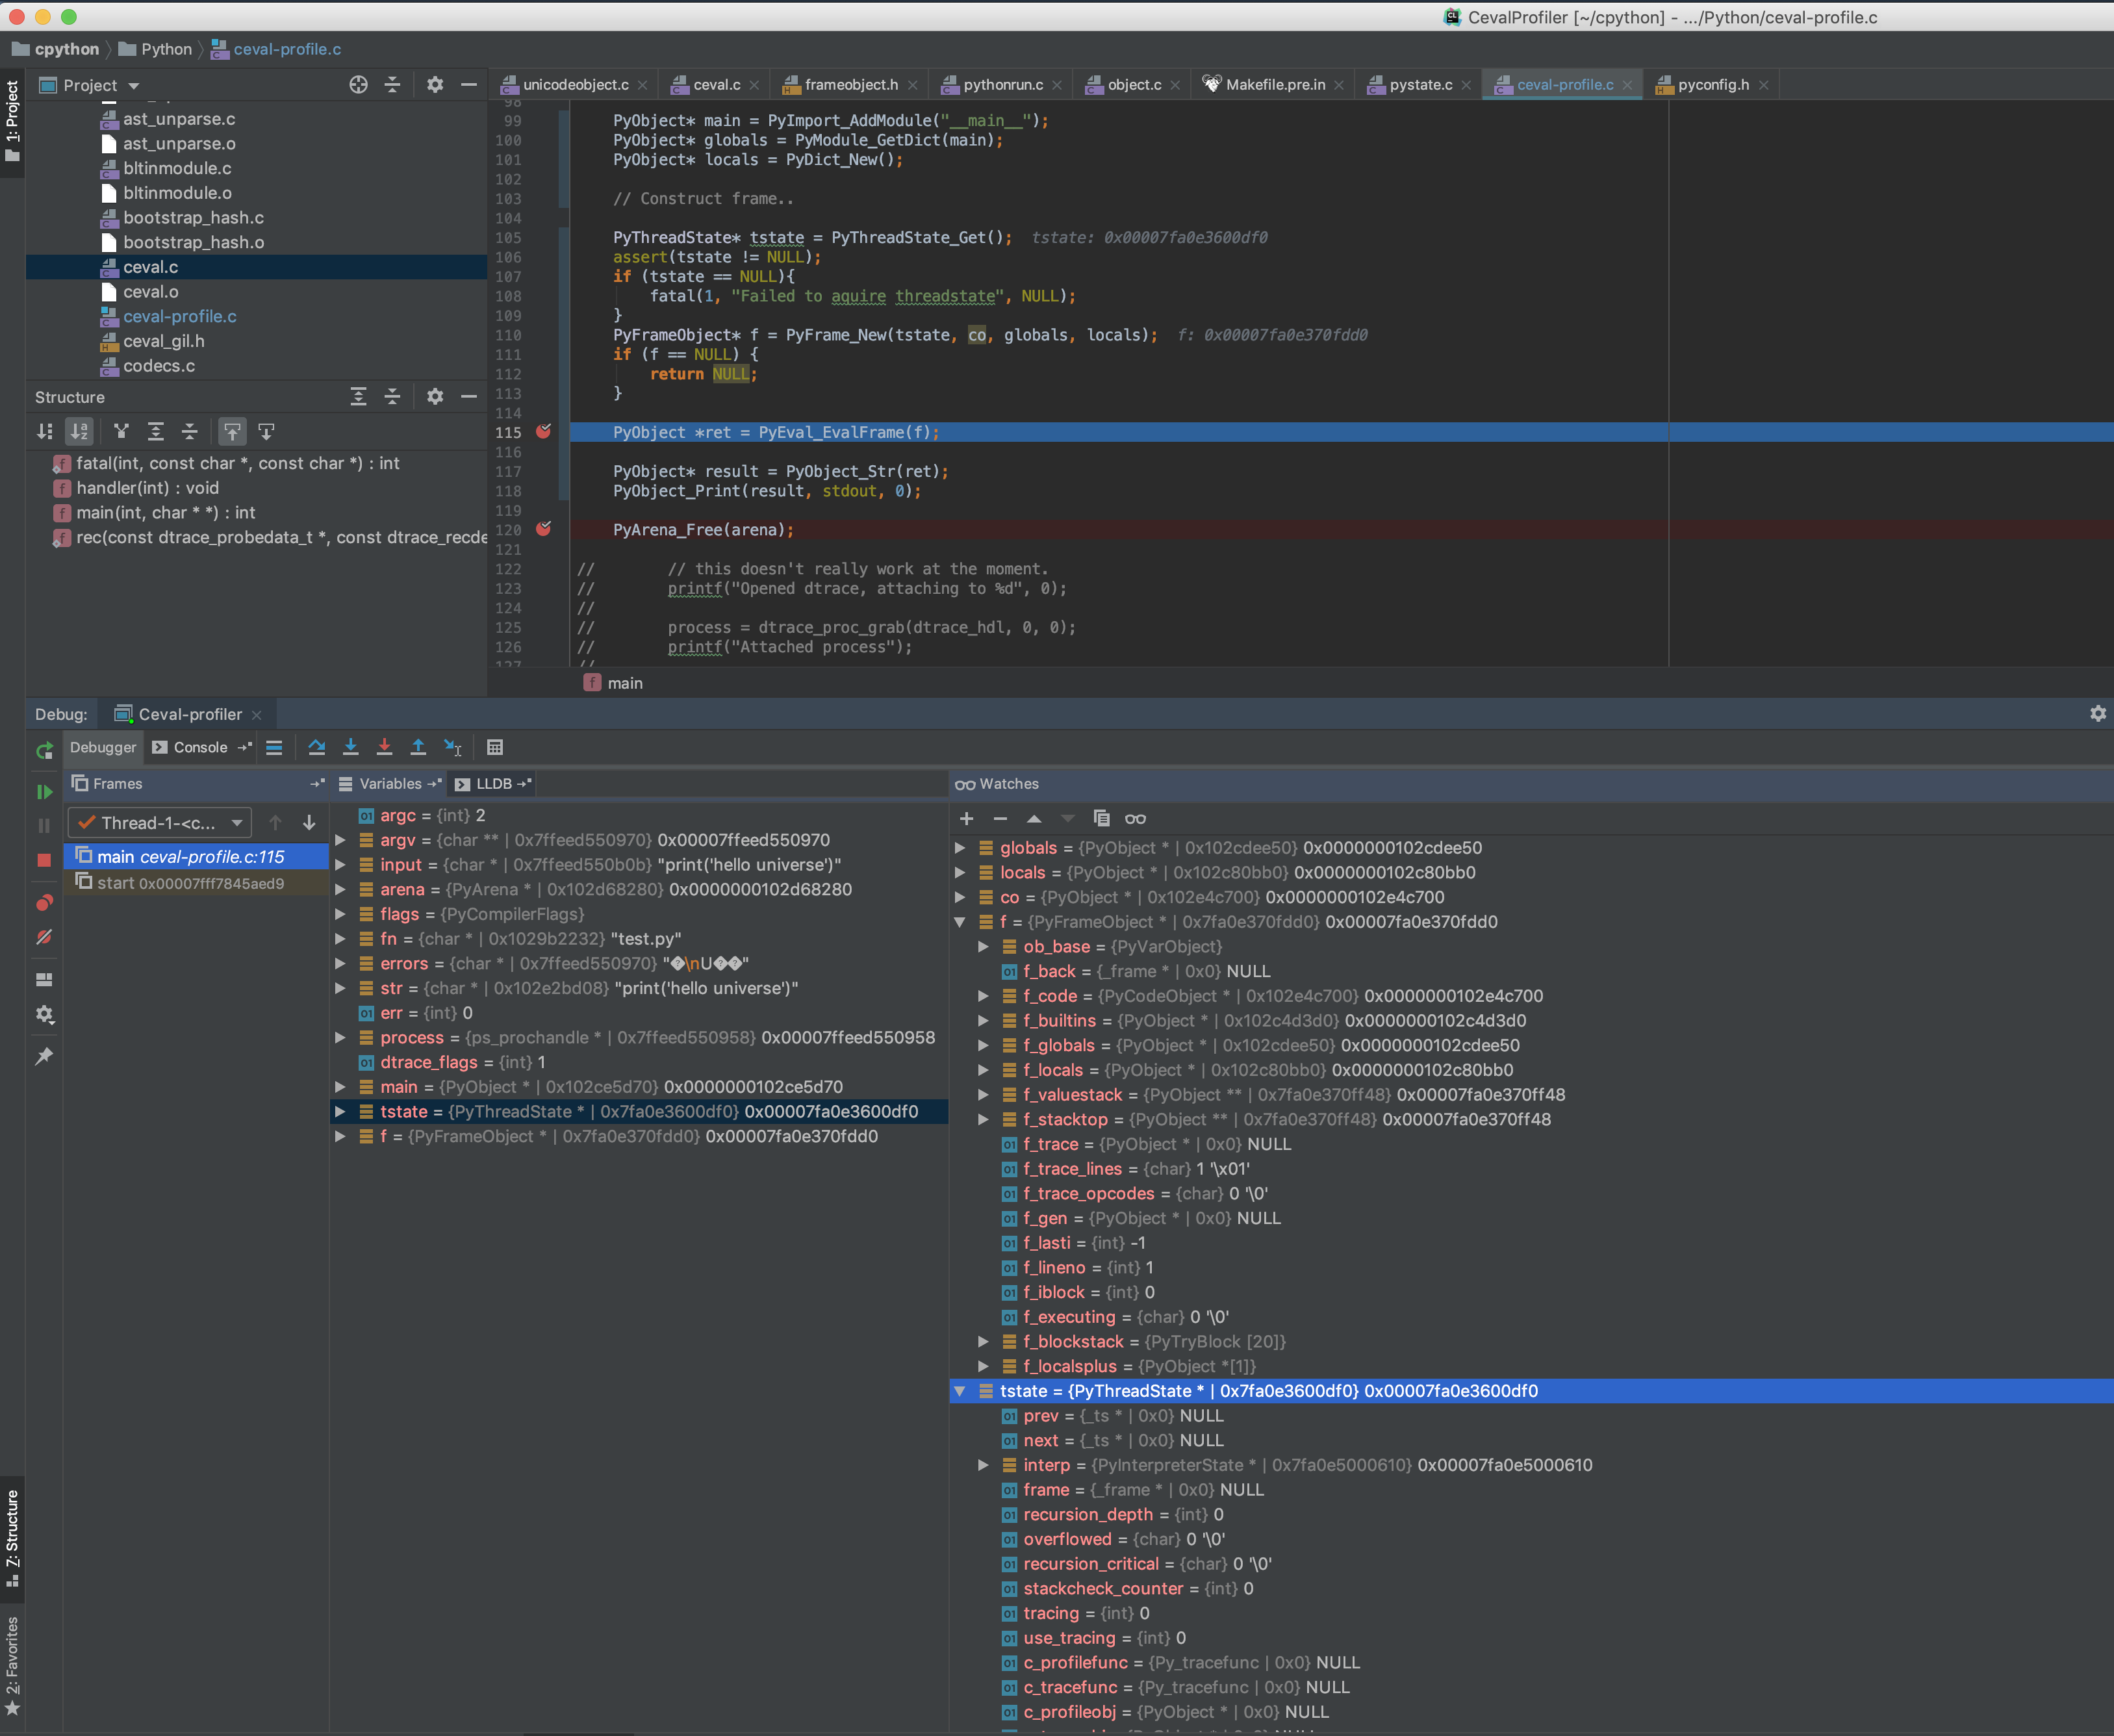 CevalProfiler [~/cpython] - .../Python/ceval-profile.c
cpython Python ceval-profile.c
1: Project
Project
ast_unparse.c
ast_unparse.o
bltinmodule.c
bltinmodule.o
bootstrap_hash.c
bootstrap_hash.o
ceval.c
ceval.o
ceval-profile.c
ceval_gil.h
codecs.c
Structure
fatal(int, const char *, const char *) : int
handler(int) : void
main(int, char * *) : int
rec(const dtrace_probedata_t *, const dtrace_recde
unicodeobject.c ceval.c frameobject.h pythonrun.c object.c Makefile.pre.in pystate.c ceval-profile.c pyconfig.h
98
99 PyObject* main = PyImport_AddModule("__main__");
100 PyObject* globals = PyModule_GetDict(main);
101 PyObject* locals = PyDict_New();
102
103 // Construct frame..
104
105 PyThreadState* tstate = PyThreadState_Get(); tstate: 0x00007fa0e3600df0
106 assert(tstate != NULL);
107 if (tstate == NULL){
108 fatal(1, "Failed to aquire threadstate", NULL);
109 }
110 PyFrameObject* f = PyFrame_New(tstate, co, globals, locals); f: 0x00007fa0e370fdd0
111 if (f == NULL) {
112 return NULL;
113 }
114
115 PyObject *ret = PyEval_EvalFrame(f);
116
117 PyObject* result = PyObject_Str(ret);
118 PyObject_Print(result, stdout, 0);
119
120 PyArena_Free(arena);
121
122 // // this doesn't really work at the moment.
123 // printf("Opened dtrace, attaching to %d", 0);
124 //
125 // process = dtrace_proc_grab(dtrace_hdl, 0, 0);
126 // printf("Attached process");
127 //
main
Debug: Ceval-profiler
Debugger Console
Frames
Thread-1-<c...
main ceval-profile.c:115
start 0x00007fff7845aed9
Variables LLDB
argc = {int} 2
argv = {char ** | 0x7ffeed550970} 0x00007ffeed550970
input = {char * | 0x7ffeed550b0b} "print('hello universe')"
arena = {PyArena * | 0x102d68280} 0x0000000102d68280
flags = {PyCompilerFlags}
fn = {char * | 0x1029b2232} "test.py"
errors = {char * | 0x7ffeed550970} "�\nU��"
str = {char * | 0x102e2bd08} "print('hello universe')"
err = {int} 0
process = {ps_prochandle * | 0x7ffeed550958} 0x00007ffeed550958
dtrace_flags = {int} 1
main = {PyObject * | 0x102ce5d70} 0x0000000102ce5d70
tstate = {PyThreadState * | 0x7fa0e3600df0} 0x00007fa0e3600df0
f = {PyFrameObject * | 0x7fa0e370fdd0} 0x00007fa0e370fdd0
Watches
globals = {PyObject * | 0x102cdee50} 0x0000000102cdee50
locals = {PyObject * | 0x102c80bb0} 0x0000000102c80bb0
co = {PyObject * | 0x102e4c700} 0x0000000102e4c700
f = {PyFrameObject * | 0x7fa0e370fdd0} 0x00007fa0e370fdd0
ob_base = {PyVarObject}
f_back = {_frame * | 0x0} NULL
f_code = {PyCodeObject * | 0x102e4c700} 0x0000000102e4c700
f_builtins = {PyObject * | 0x102c4d3d0} 0x0000000102c4d3d0
f_globals = {PyObject * | 0x102cdee50} 0x0000000102cdee50
f_locals = {PyObject * | 0x102c80bb0} 0x0000000102c80bb0
f_valuestack = {PyObject ** | 0x7fa0e370ff48} 0x00007fa0e370ff48
f_stacktop = {PyObject ** | 0x7fa0e370ff48} 0x00007fa0e370ff48
f_trace = {PyObject * | 0x0} NULL
f_trace_lines = {char} 1 '\x01'
f_trace_opcodes = {char} 0 '\0'
f_gen = {PyObject * | 0x0} NULL
f_lasti = {int} -1
f_lineno = {int} 1
f_iblock = {int} 0
f_executing = {char} 0 '\0'
f_blockstack = {PyTryBlock [20]}
f_localsplus = {PyObject *[1]}
tstate = {PyThreadState * | 0x7fa0e3600df0} 0x00007fa0e3600df0
prev = {_ts * | 0x0} NULL
next = {_ts * | 0x0} NULL
interp = {PyInterpreterState * | 0x7fa0e5000610} 0x00007fa0e5000610
frame = {_frame * | 0x0} NULL
recursion_depth = {int} 0
overflowed = {char} 0 '\0'
recursion_critical = {char} 0 '\0'
stackcheck_counter = {int} 0
tracing = {int} 0
use_tracing = {int} 0
c_profilefunc = {Py_tracefunc | 0x0} NULL
c_tracefunc = {Py_tracefunc | 0x0} NULL
c_profileobj = {PyObject * | 0x0} NULL
7: Structure
2: Favorites